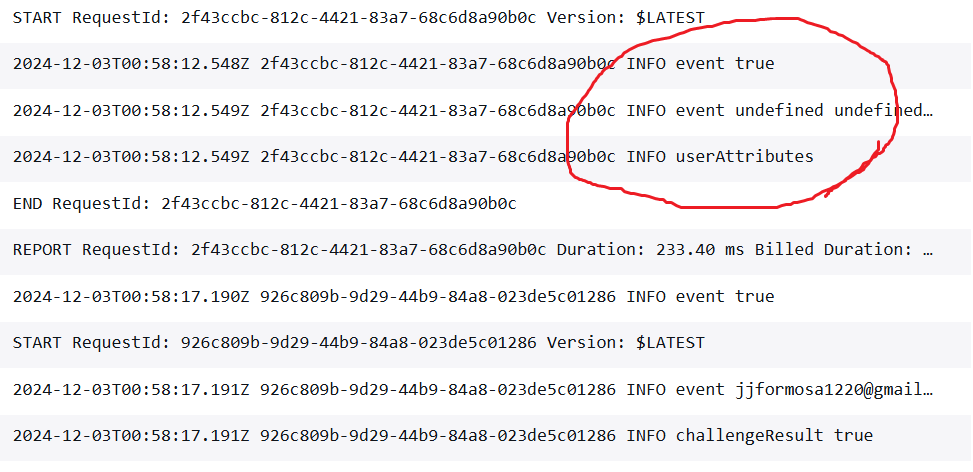 START RequestId: 2f43ccbc-812c-4421-83a7-68c6d8a90b0c Version: $LATEST
2024-12-03T00:58:12.548Z 2f43ccbc-812c-4421-83a7-68c6d8a90b0c INFO event true
2024-12-03T00:58:12.549Z 2f43ccbc-812c-4421-83a7-68c6d8a90b0c INFO event undefined undefined…
2024-12-03T00:58:12.549Z 2f43ccbc-812c-4421-83a7-68c6d8a90b0c INFO userAttributes
END RequestId: 2f43ccbc-812c-4421-83a7-68c6d8a90b0c
REPORT RequestId: 2f43ccbc-812c-4421-83a7-68c6d8a90b0c Duration: 233.40 ms Billed Duration: …
2024-12-03T00:58:17.190Z 926c809b-9d29-44b9-84a8-023de5c01286 INFO event true
START RequestId: 926c809b-9d29-44b9-84a8-023de5c01286 Version: $LATEST
2024-12-03T00:58:17.191Z 926c809b-9d29-44b9-84a8-023de5c01286 INFO event jjformosa1220@gmail…
2024-12-03T00:58:17.191Z 926c809b-9d29-44b9-84a8-023de5c01286 INFO challengeResult true